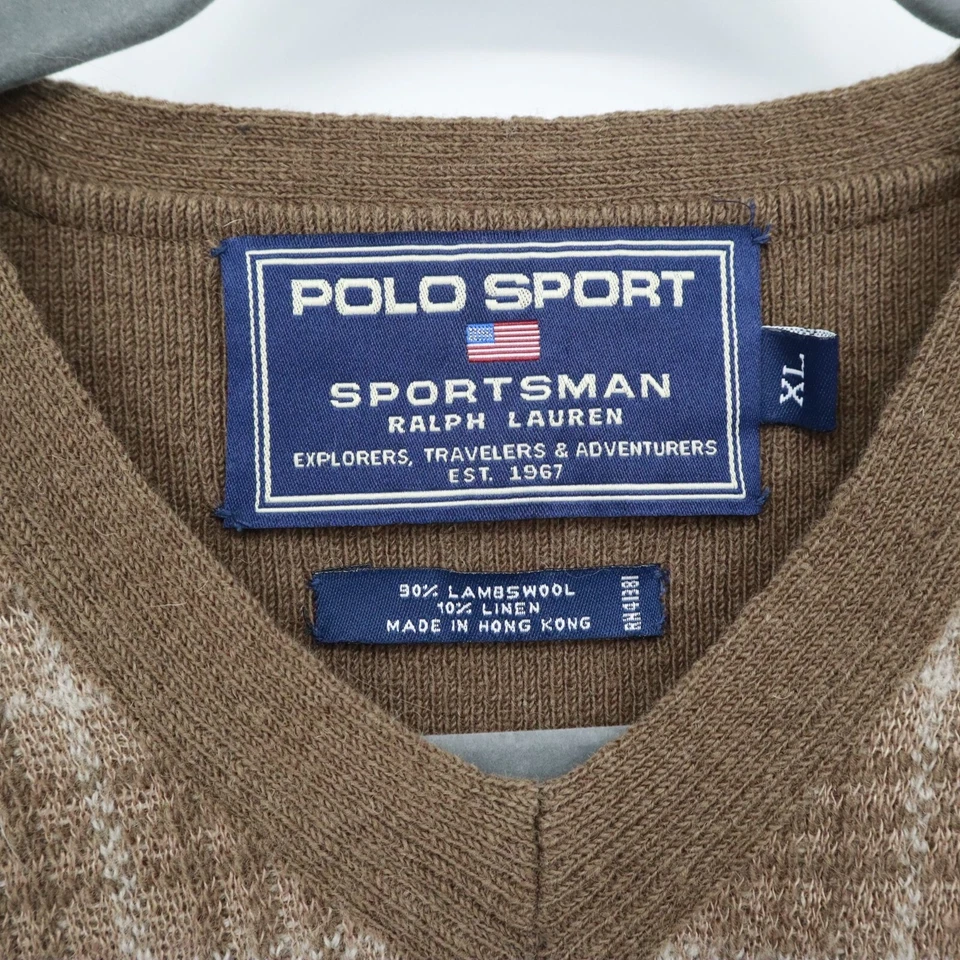 POLO SPORT
SPORTSMAN
RALPH LAUREN
EXPLORERS, TRAVELERS & ADVENTURERS
EST. 1967
XL
90% LAMBSWOOL
10% LINEN
MADE IN HONG KONG
RN41381